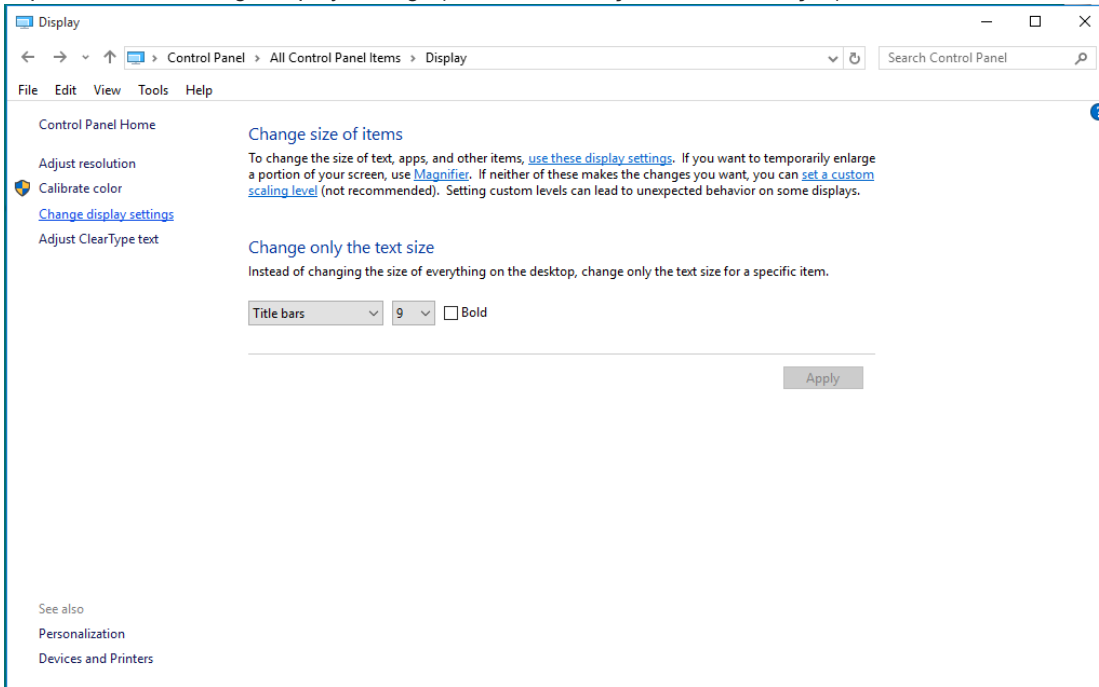 Display
Control Panel > All Control Panel Items > Display
Search Control Panel
File Edit View Tools Help
Control Panel Home
Adjust resolution
Calibrate color
Change display settings
Adjust ClearType text
Change size of items
To change the size of text, apps, and other items, use these display settings. If you want to temporarily enlarge
a portion of your screen, use Magnifier. If neither of these makes the changes you want, you can set a custom
scaling level (not recommended). Setting custom levels can lead to unexpected behavior on some displays.
Change only the text size
Instead of changing the size of everything on the desktop, change only the text size for a specific item.
Title bars 9 Bold
Apply
See also
Personalization
Devices and Printers